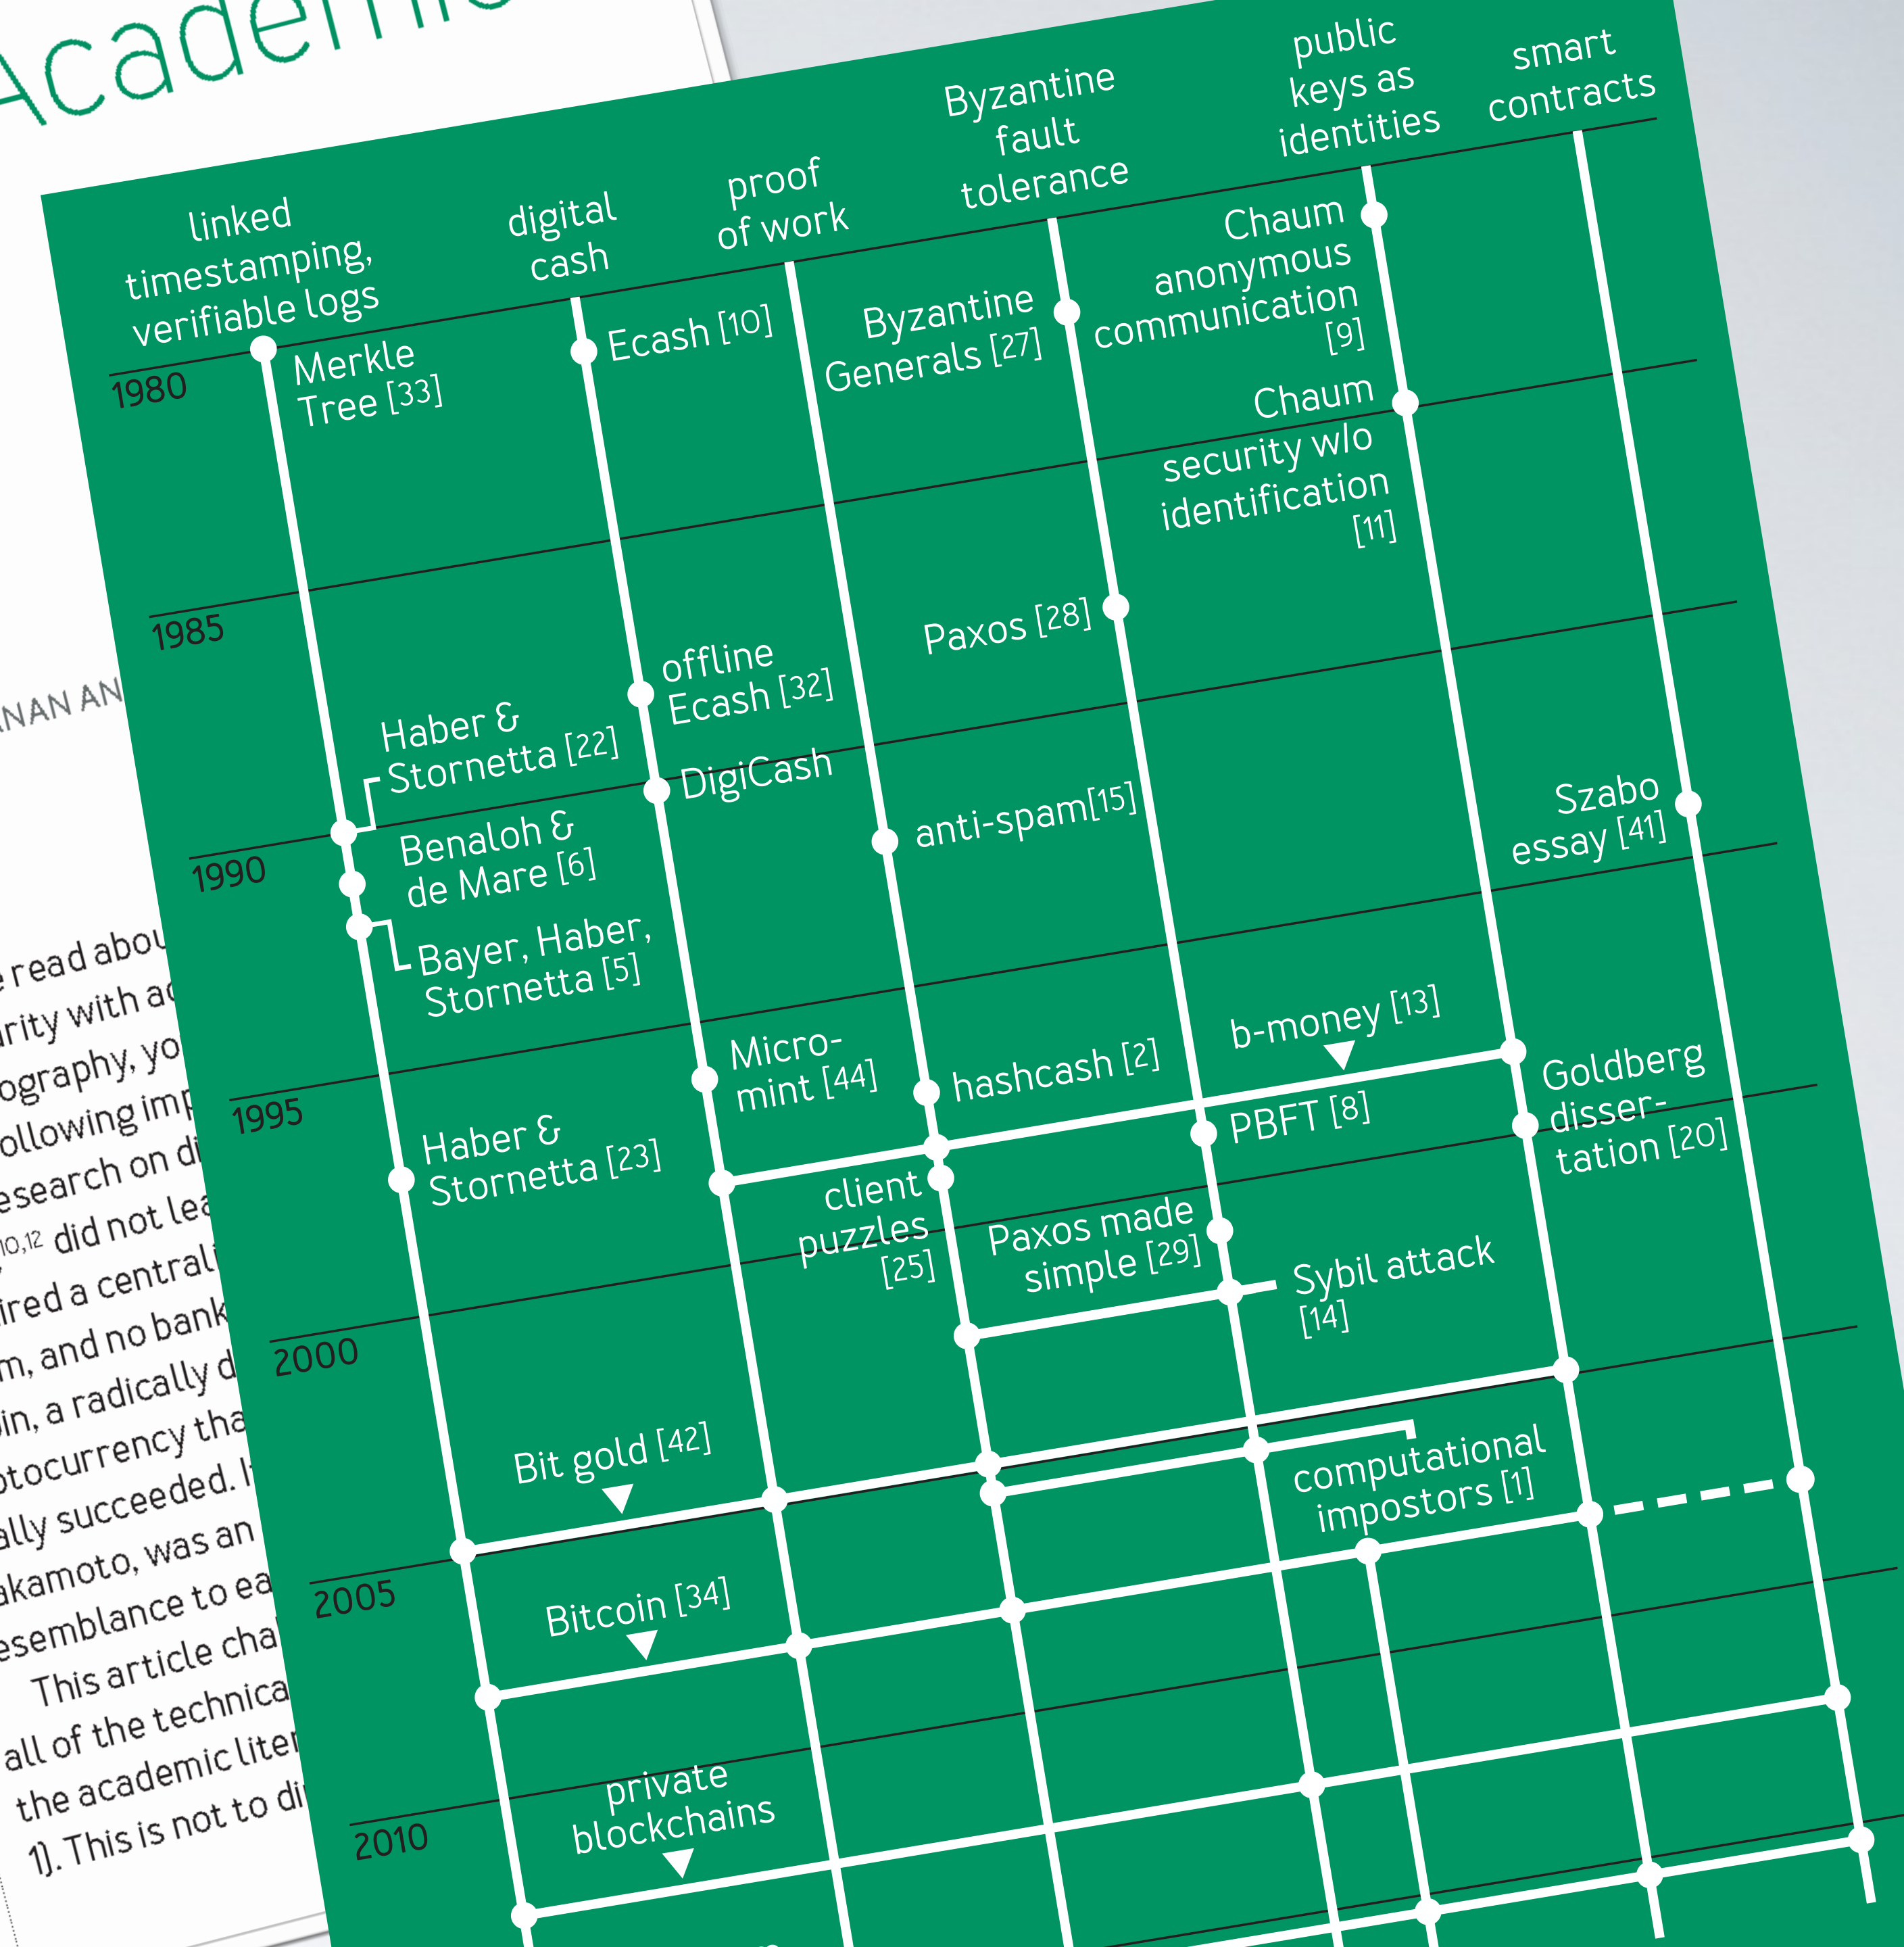 Academic
NAN AN
read abou
rity with ac
ography, yo
ollowing imp
esearch on di
10,12 did not lea
ired a centrali
m, and no bank
in, a radically d
ptocurrency tha
ally succeeded. I
akamoto, was an
esemblance to ea
This article cha
all of the technica
the academic liter
1). This is not to di
linked
timestamping,
verifiable logs
digital
cash
proof
of work
Byzantine
fault
tolerance
public
keys as
identities
smart
contracts
1980
Merkle
Tree [33]
Ecash [10]
Byzantine
Generals [27]
Chaum
anonymous
communication
[9]
Chaum
security w/o
identification
[11]
1985
Paxos [28]
offline
Ecash [32]
Haber &
Stornetta [22]
DigiCash
1990
Benaloh &
de Mare [6]
anti-spam[15]
Szabo
essay [41]
Bayer, Haber,
Stornetta [5]
1995
Micro-
mint [44]
hashcash [2]
b-money [13]
Goldberg
disser-
tation [20]
PBFT [8]
Haber &
Stornetta [23]
client
puzzles
[25]
Paxos made
simple [29]
Sybil attack
[14]
2000
Bit gold [42]
computational
impostors [1]
2005
Bitcoin [34]
private
blockchains
2010